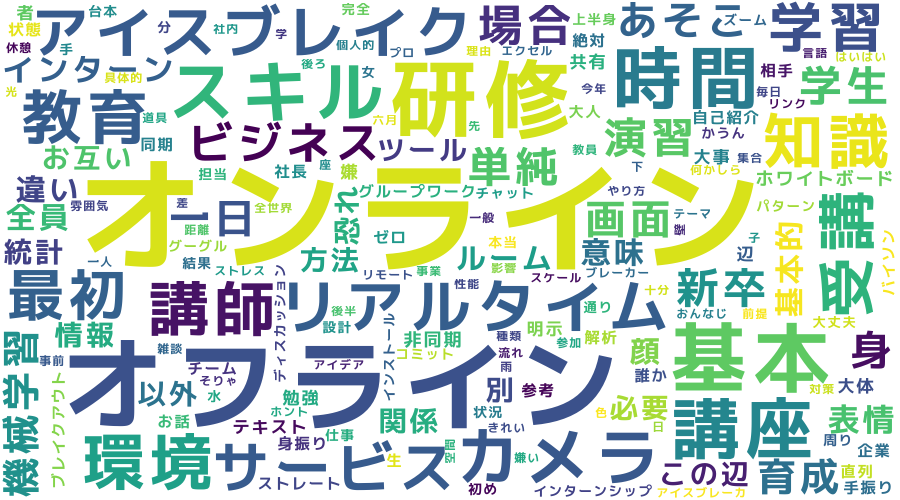 者 台本 分 社内 学 完全 上半身 ズーム
状態 アイスブレイク 場合 あそこ 学習
休憩 手 個人的 プロ 理由 エクセル 絶対 言語 はいはい
インターン 具体的 後ろ 女 共有 相手 学生
光 スキル 研修 今年 時間 毎日 リンク
教育 道具 六月 先 大人 自己紹介 かうん 知識
お互い 同期 ビジネス ツール 単純 演習 教員 大事 集合
違い 担当 社長 座 嫌 グループワーク チャット 下 何かしら ホワイトボード
全員 雰囲気 差 一日 全世界 オンライン やり方 画面 テーマ パターン
統計 距離 グーグル 方法 恐れ ゼロ 一般 本当 ルーム 意味 辺 基本的 受講
最初 一人 結果 ストレス リモート 事業 影響 スケール ブレーカー 子 新卒 パイソン
講師 リアルタイム 性能 通り 十分 おんなじ 前提
機械学習 情報 事前 雑談 ディスカッション 後半 設計 インストール 非同期 種類 明示 参加 解析 顔 基本 大丈夫 身
オフライン チーム そりゃ アイデア コミット 流れ 雨 誰か 対策
ブレイクアウト 以外 水 勉強 別 参考 必要 大体
お話 テキスト ホント 関係 状況 色 講座 表情
環境 身振り 仕事 きれい 日 周り 企業
サービス カメラ 生 嫌い この辺 育成 直列
ストレート 初め インターンシップ アイスブレーカ 手振り